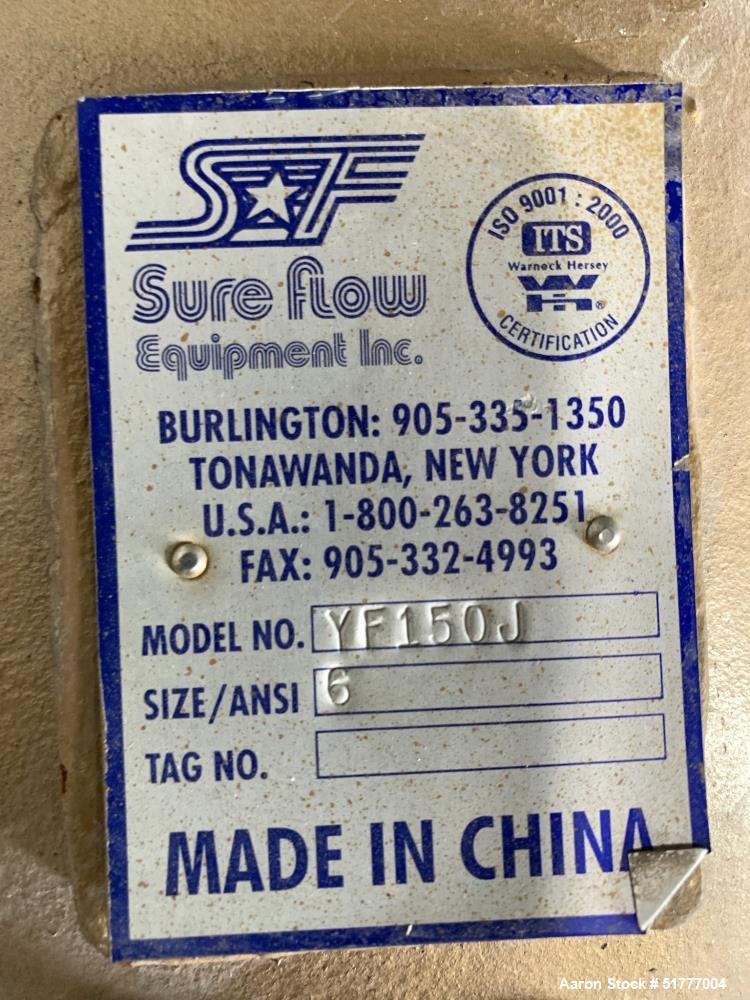 SF
Sure flow
Equipment Inc.
ISO 9001 : 2000
ITS
Warnock Hersey
WH®
CERTIFICATION
BURLINGTON: 905-335-1350
TONAWANDA, NEW YORK
U.S.A.: 1-800-263-8251
FAX: 905-332-4993
MODEL NO. YF150J
SIZE/ANSI 6
TAG NO.
MADE IN CHINA
Aaron Stock # 51777004